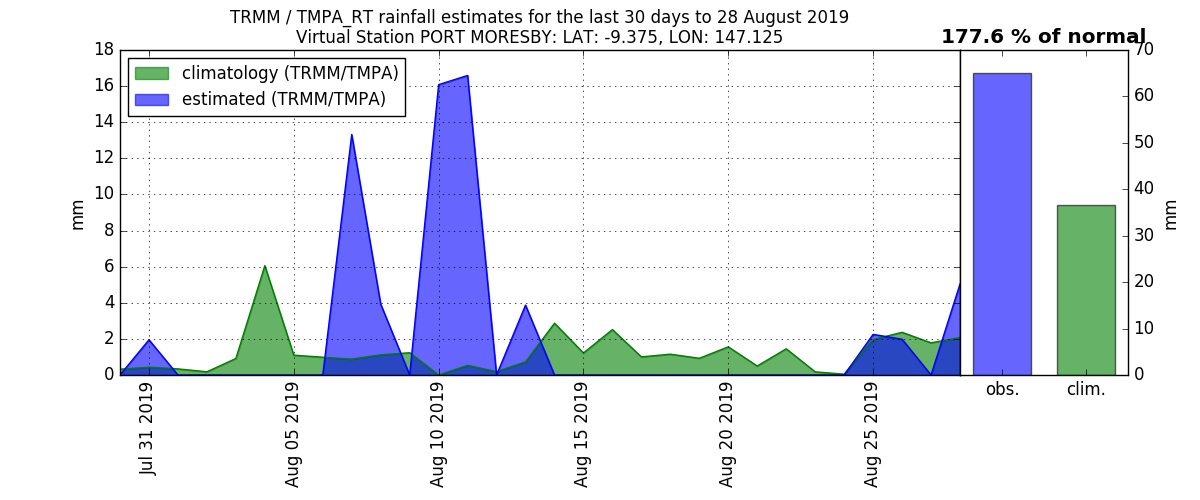 TRMM / TMPA_RT rainfall estimates for the last 30 days to 28 August 2019
Virtual Station PORT MORESBY: LAT: -9.375, LON: 147.125
177.6 % of normal
climatology (TRMM/TMPA)
estimated (TRMM/TMPA)
mm
18
16
14
12
10
8
6
4
2
0
Jul 31 2019
Aug 05 2019
Aug 10 2019
Aug 15 2019
Aug 20 2019
Aug 25 2019
obs.
clim.
70
60
50
40
30
20
10
0
mm